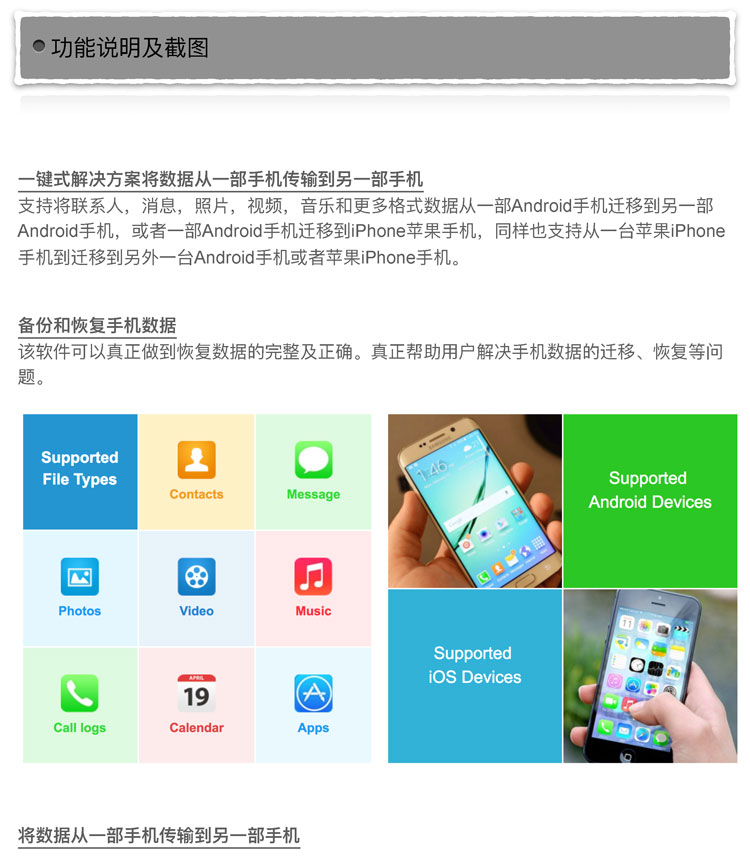 功能说明及截图
一键式解决方案将数据从一部手机传输到另一部手机
支持将联系人，消息，照片，视频，音乐和更多格式数据从一部Android手机迁移到另一部
Android手机，或者一部Android手机迁移到iPhone苹果手机，同样也支持从一台苹果iPhone
手机到迁移到另外一台Android手机或者苹果iPhone手机。
备份和恢复手机数据
该软件可以真正做到恢复数据的完整及正确。真正帮助用户解决手机数据的迁移、恢复等问
题。
Supported
File Types
Contacts
Message
Photos
Video
Music
Call logs
APRIL
19
Calendar
Apps
SAMSUNG
1:46
Supported
Android Devices
Supported
iOS Devices
11
将数据从一部手机传输到另一部手机